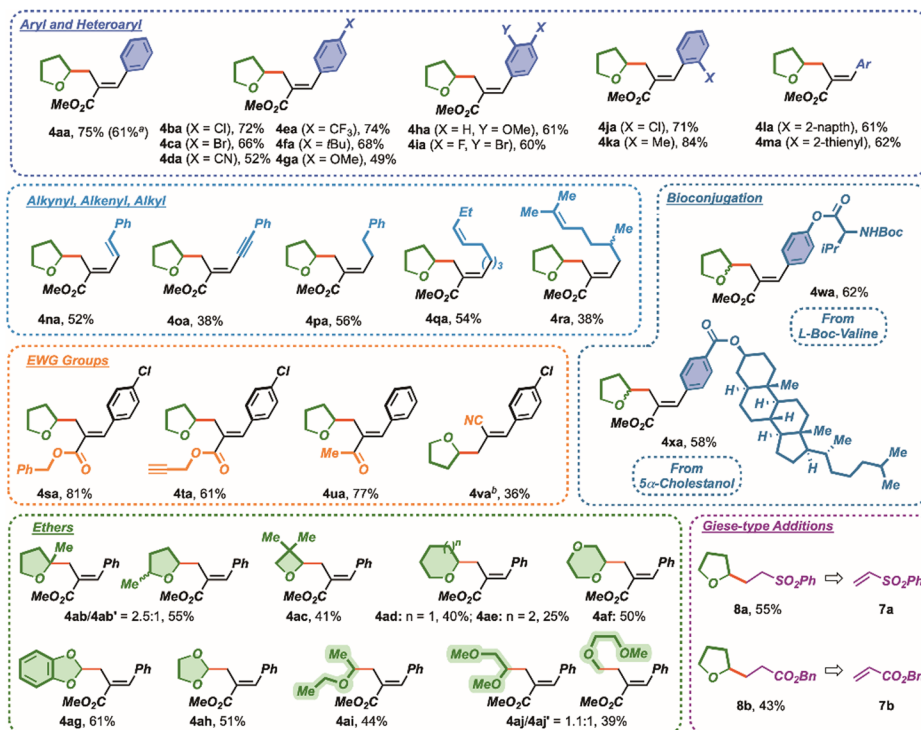 Aryl and Heteroaryl
X
Y X
X
Ar
O O O O O
MeO₂C MeO₂C MeO₂C MeO₂C MeO₂C
4aa, 75% (61%ᵃ)
4ba (X = Cl), 72% 4ea (X = CF₃), 74%
4ca (X = Br), 66% 4fa (X = tBu), 68%
4da (X = CN), 52% 4ga (X = OMe), 49%
4ha (X = H, Y = OMe), 61%
4ia (X = F, Y = Br), 60%
4ja (X = Cl), 71%
4ka (X = Me), 84%
4la (X = 2-napth), 61%
4ma (X = 2-thienyl), 62%
Alkynyl, Alkenyl, Alkyl
Ph Ph Ph Et Me Me Me
O O O O )₃ O
MeO₂C MeO₂C MeO₂C MeO₂C MeO₂C
4na, 52% 4oa, 38% 4pa, 56% 4qa, 54% 4ra, 38%
Bioconjugation
O
O
NHBoc
iPr
O
MeO₂C
4wa, 62%
From
L-Boc-Valine
O
O
Me
H
H
H
H
Me
Me
Me
Me
O
MeO₂C
4xa, 58%
From
5α-Cholestanol
EWG Groups
Cl Cl
O O O NC Cl
Ph O O O O Me O O
4sa, 81% 4ta, 61% 4ua, 77% 4vaᵇ, 36%
Ethers
Me Ph Me Ph Me Me Ph ( )ⁿ Ph O Ph
O O O O O
MeO₂C MeO₂C MeO₂C MeO₂C MeO₂C
4ab/4ab' = 2.5:1, 55% 4ac, 41% 4ad: n = 1, 40%; 4ae: n = 2, 25% 4af: 50%
O O Ph O O Ph Me Me O Ph MeO MeO O OMe O Ph
MeO₂C MeO₂C MeO₂C MeO₂C
4ag, 61% 4ah, 51% 4ai, 44% 4aj/4aj' = 1.1:1, 39%
Giese-type Additions
O SO₂Ph ⇨ SO₂Ph
8a, 55% 7a
O CO₂Bn ⇨ CO₂Br
8b, 43% 7b